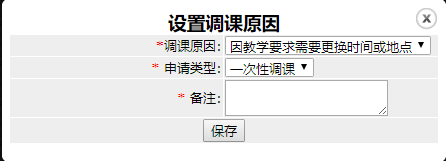 设置调课原因
*调课原因: 因教学要求需要更换时间或地点
* 申请类型: 一次性调课
* 备注:
保存